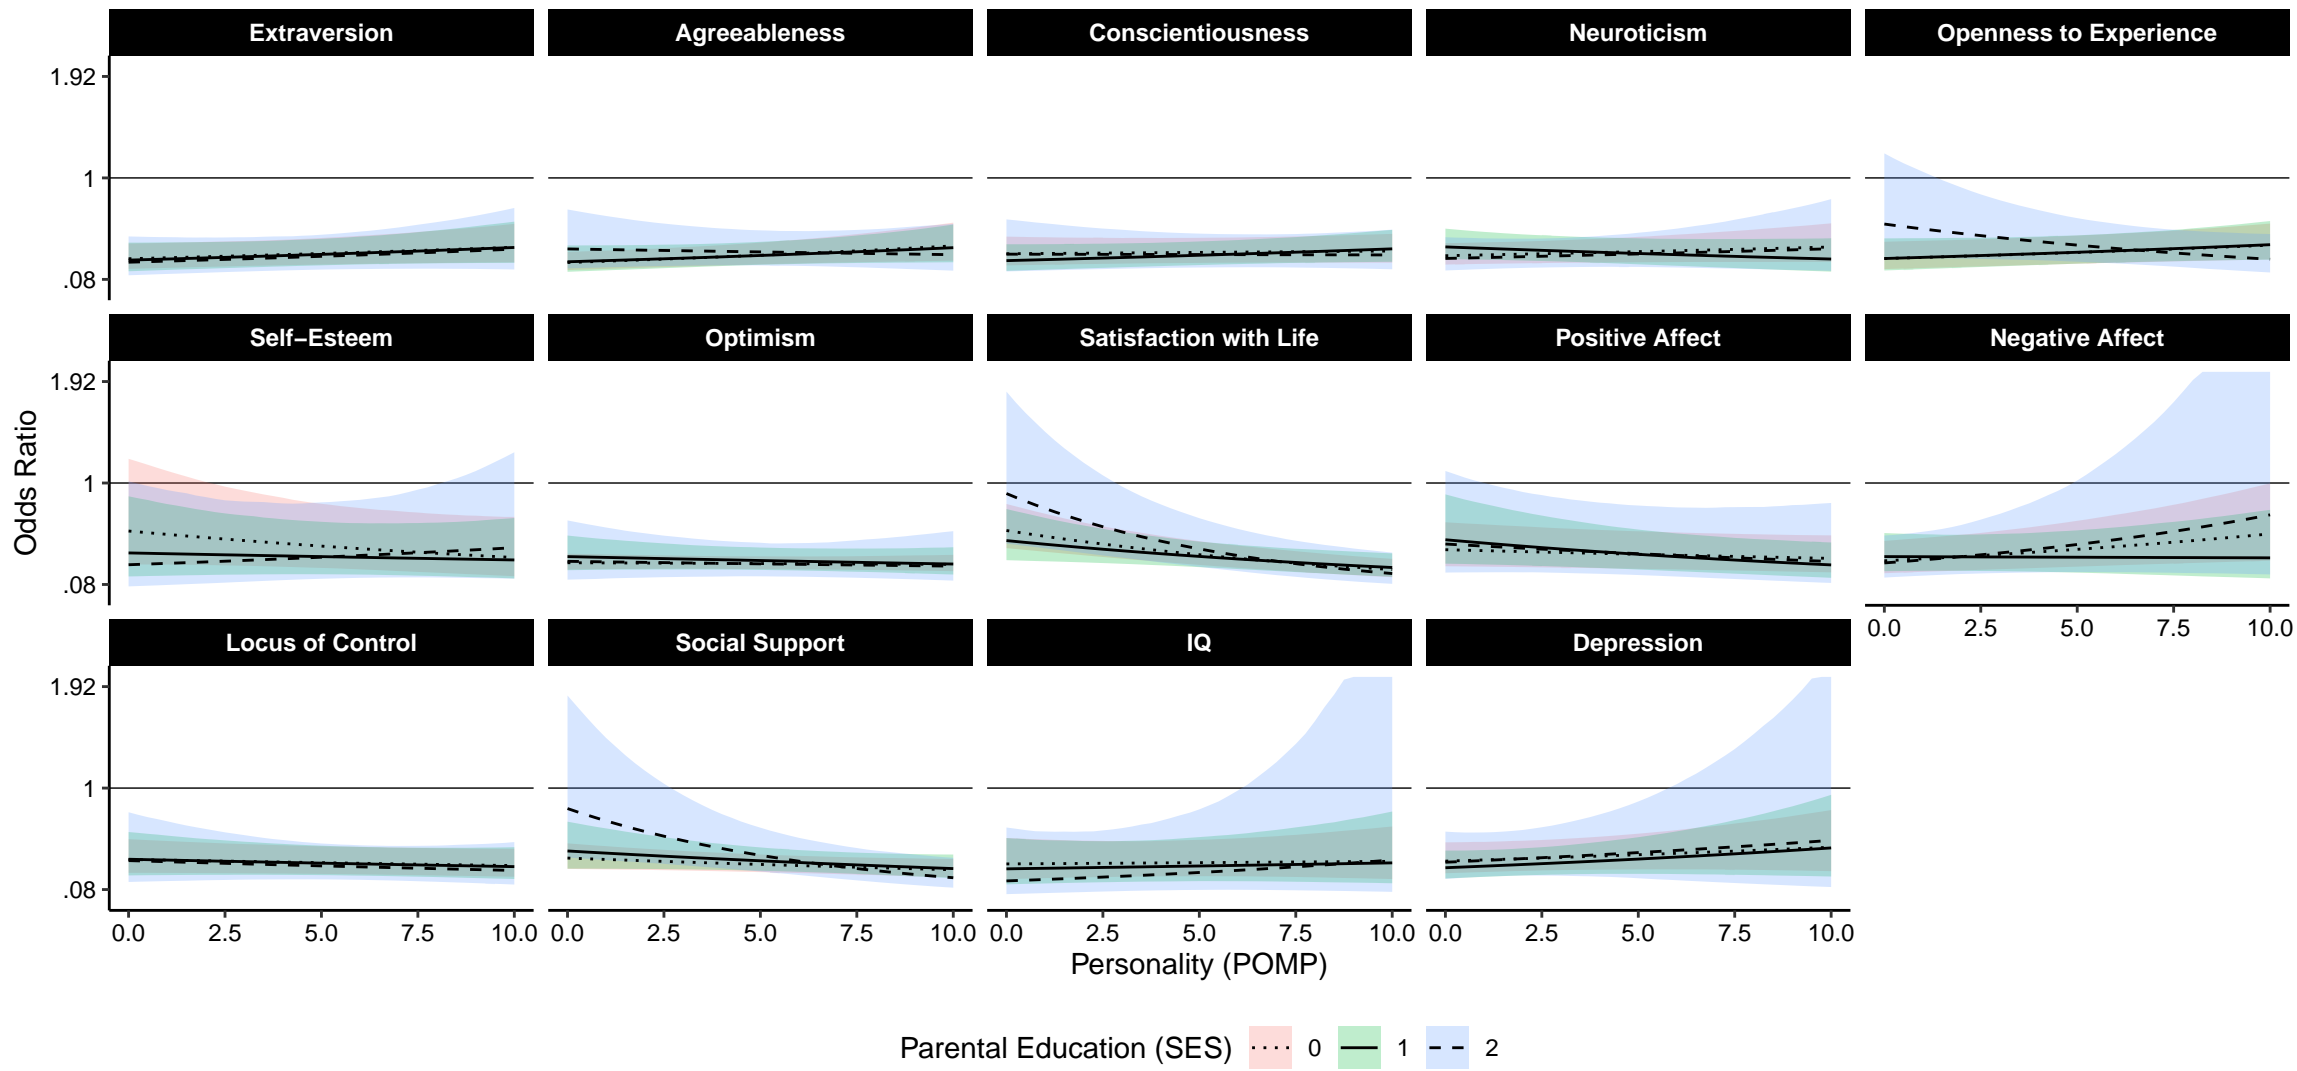 Extraversion Agreeableness Conscientiousness Neuroticism Openness to Experience
1.92
1
.08
Self−Esteem Optimism Satisfaction with Life Positive Affect Negative Affect
1.92
1
.08
0.0 2.5 5.0 7.5 10.0
Locus of Control Social Support IQ Depression
1.92
1
.08
0.0 2.5 5.0 7.5 10.0 0.0 2.5 5.0 7.5 10.0 0.0 2.5 5.0 7.5 10.0 0.0 2.5 5.0 7.5 10.0
Odds Ratio
Personality (POMP)
Parental Education (SES) 0 1 2